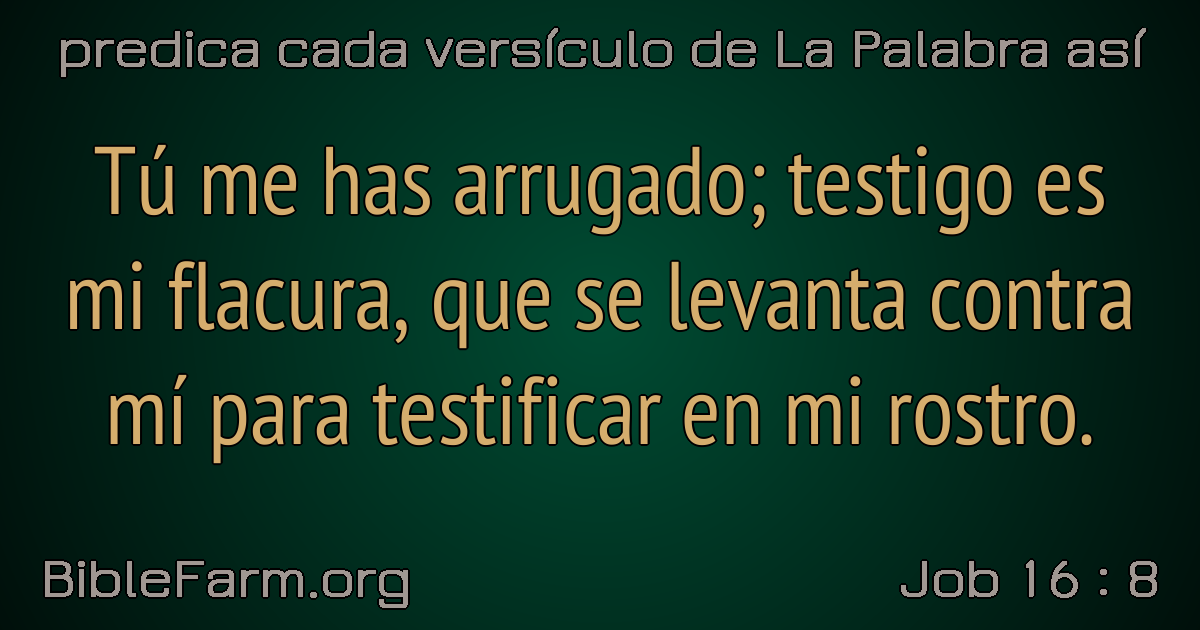 predica cada versículo de La Palabra así
Tú me has arrugado; testigo es
mi flacura, que se levanta contra
mí para testificar en mi rostro.
BibleFarm.org
Job 16 : 8